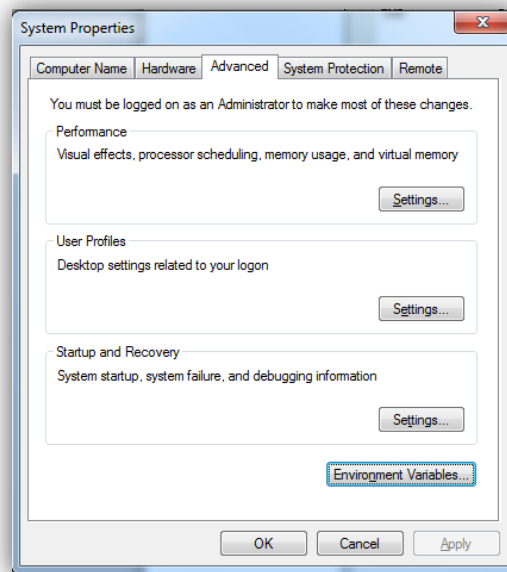 System Properties
Computer Name Hardware Advanced System Protection Remote
You must be logged on as an Administrator to make most of these changes.
Performance
Visual effects, processor scheduling, memory usage, and virtual memory
Settings...
User Profiles
Desktop settings related to your logon
Settings...
Startup and Recovery
System startup, system failure, and debugging information
Settings...
Environment Variables...
OK Cancel Apply